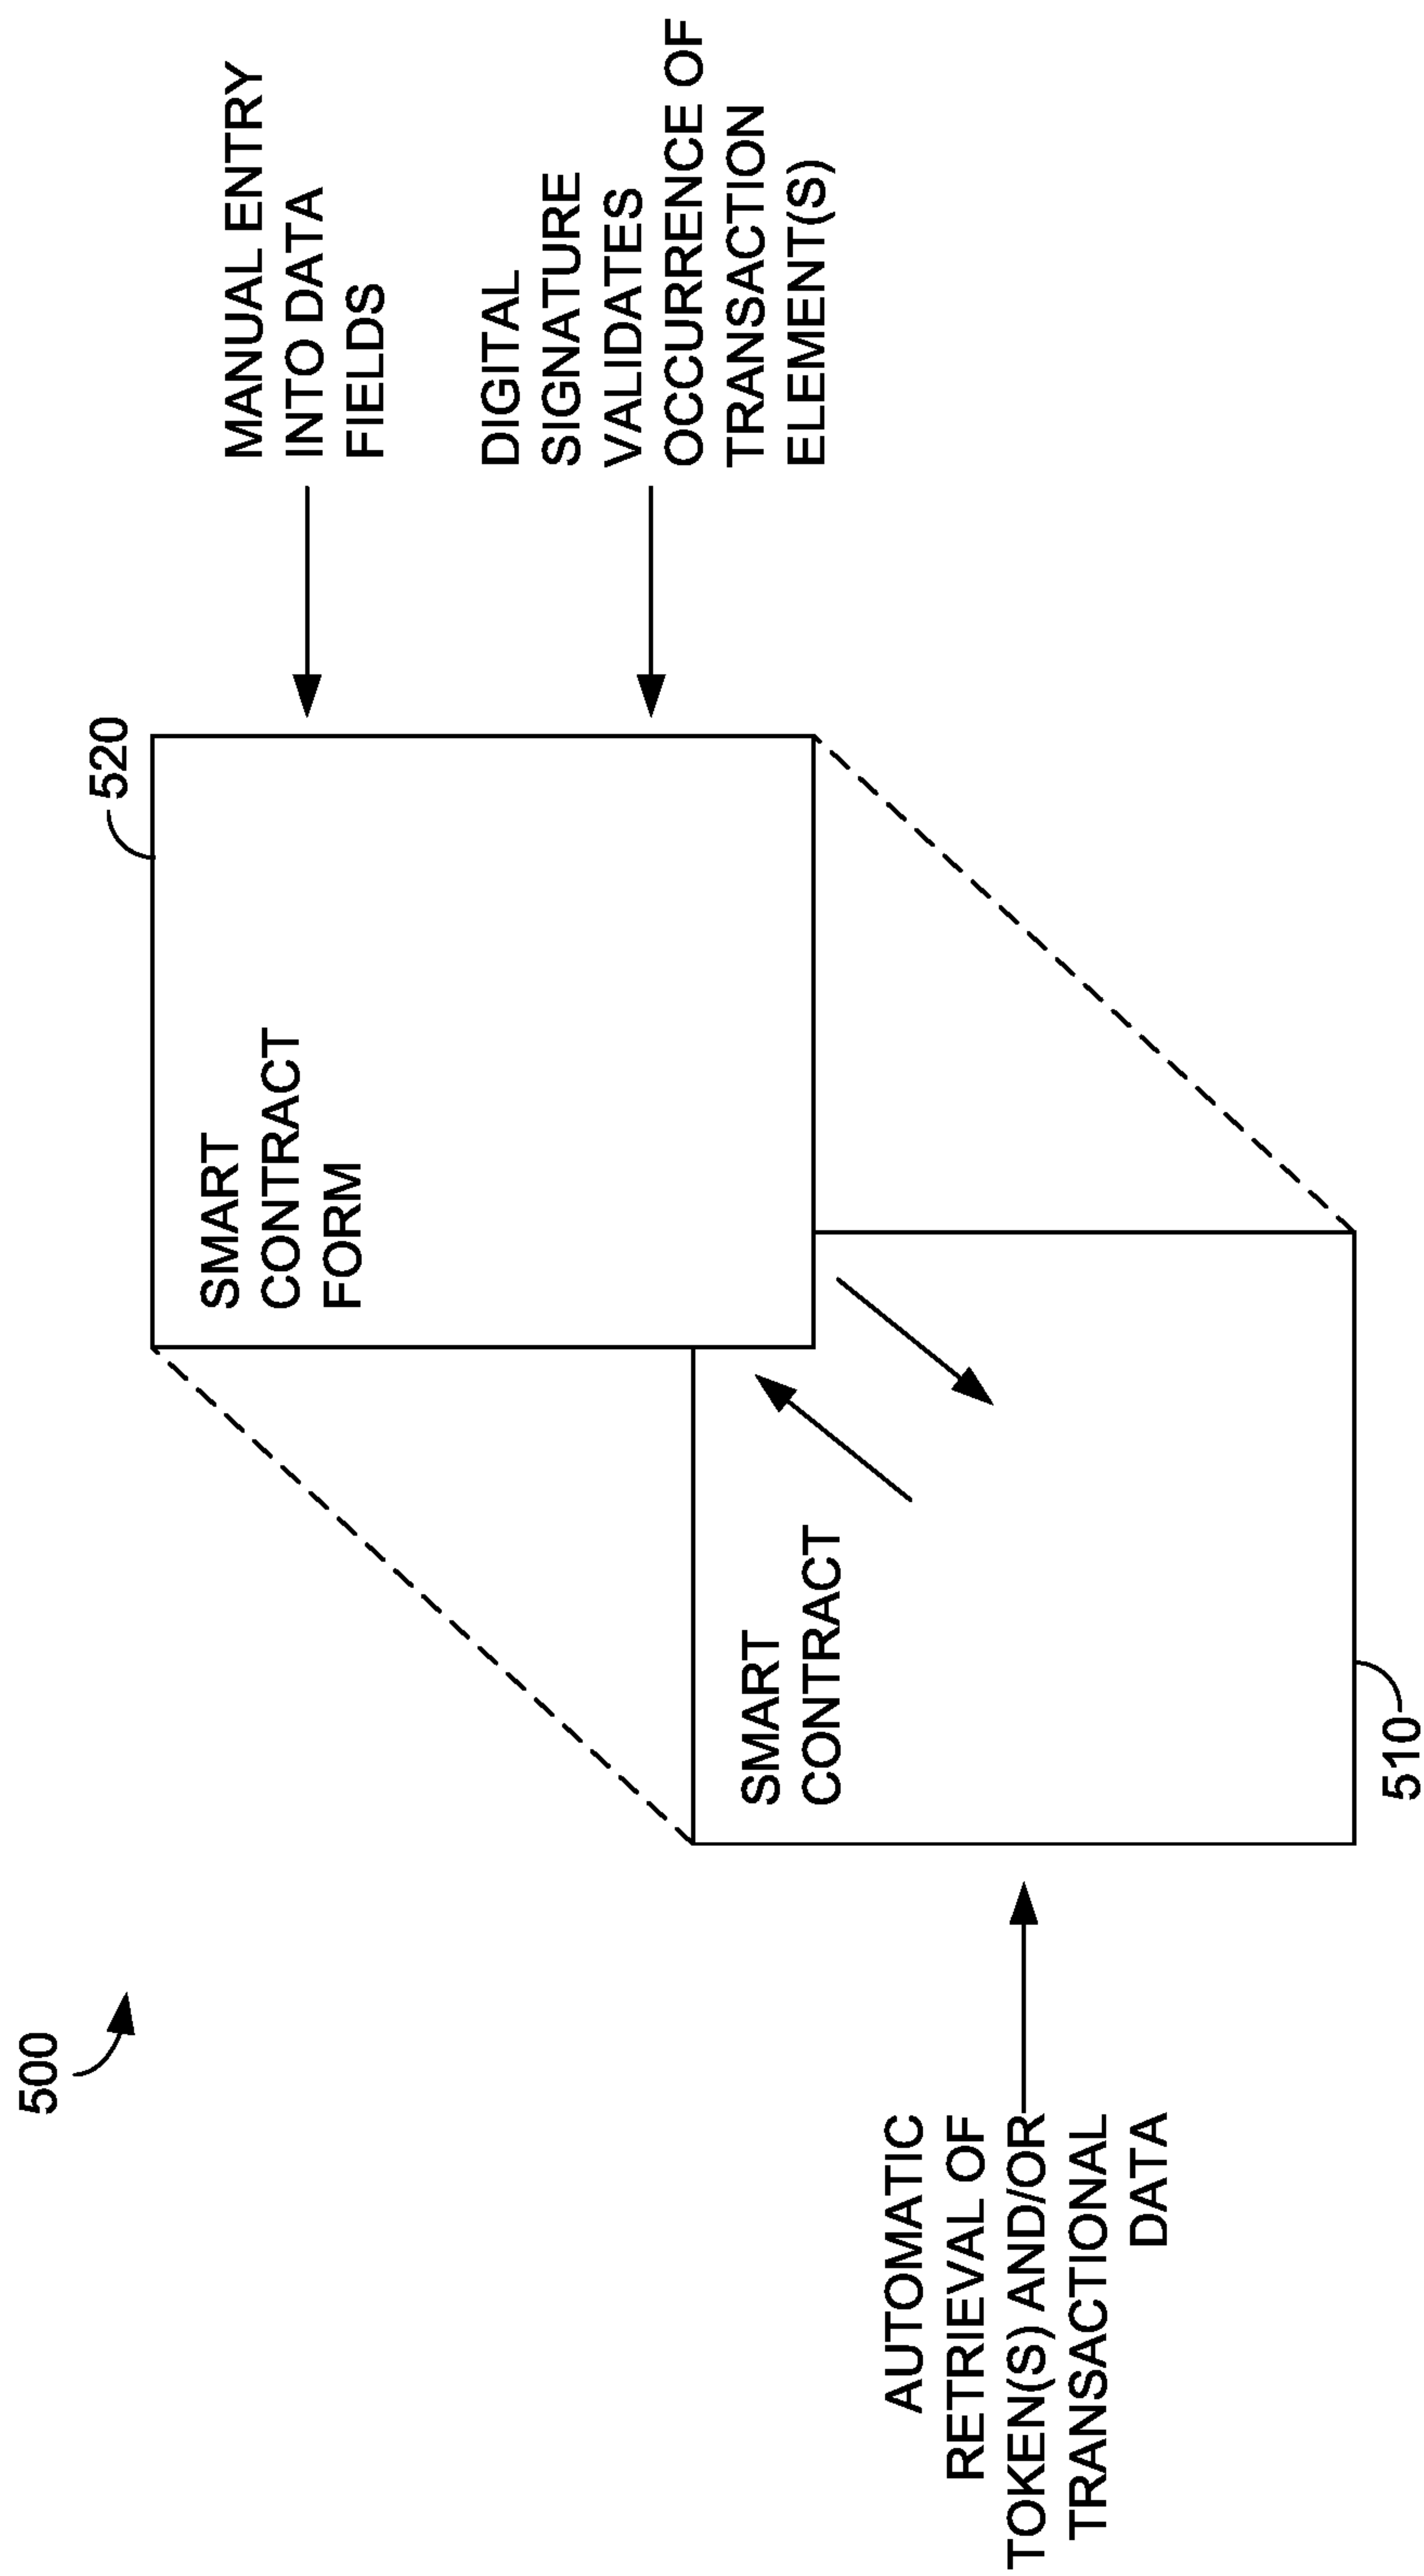 500
520
SMART
CONTRACT
FORM
MANUAL ENTRY
INTO DATA
FIELDS
DIGITAL
SIGNATURE
VALIDATES
OCCURRENCE OF
TRANSACTION
ELEMENT(S)
SMART
CONTRACT
AUTOMATIC
RETRIEVAL OF
TOKEN(S) AND/OR
TRANSACTIONAL
DATA
510